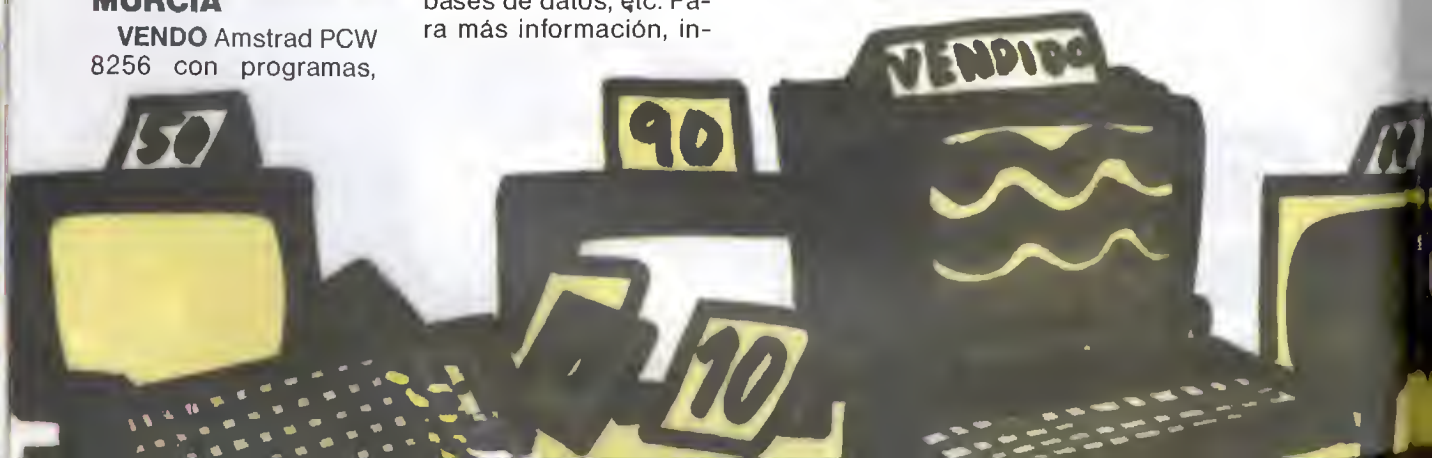 MURCIA
VENDO Amstrad PCW
8256 con programas,
bases de datos, etc. Pa-
ra más información, in-
50
90
VENDIDO
10